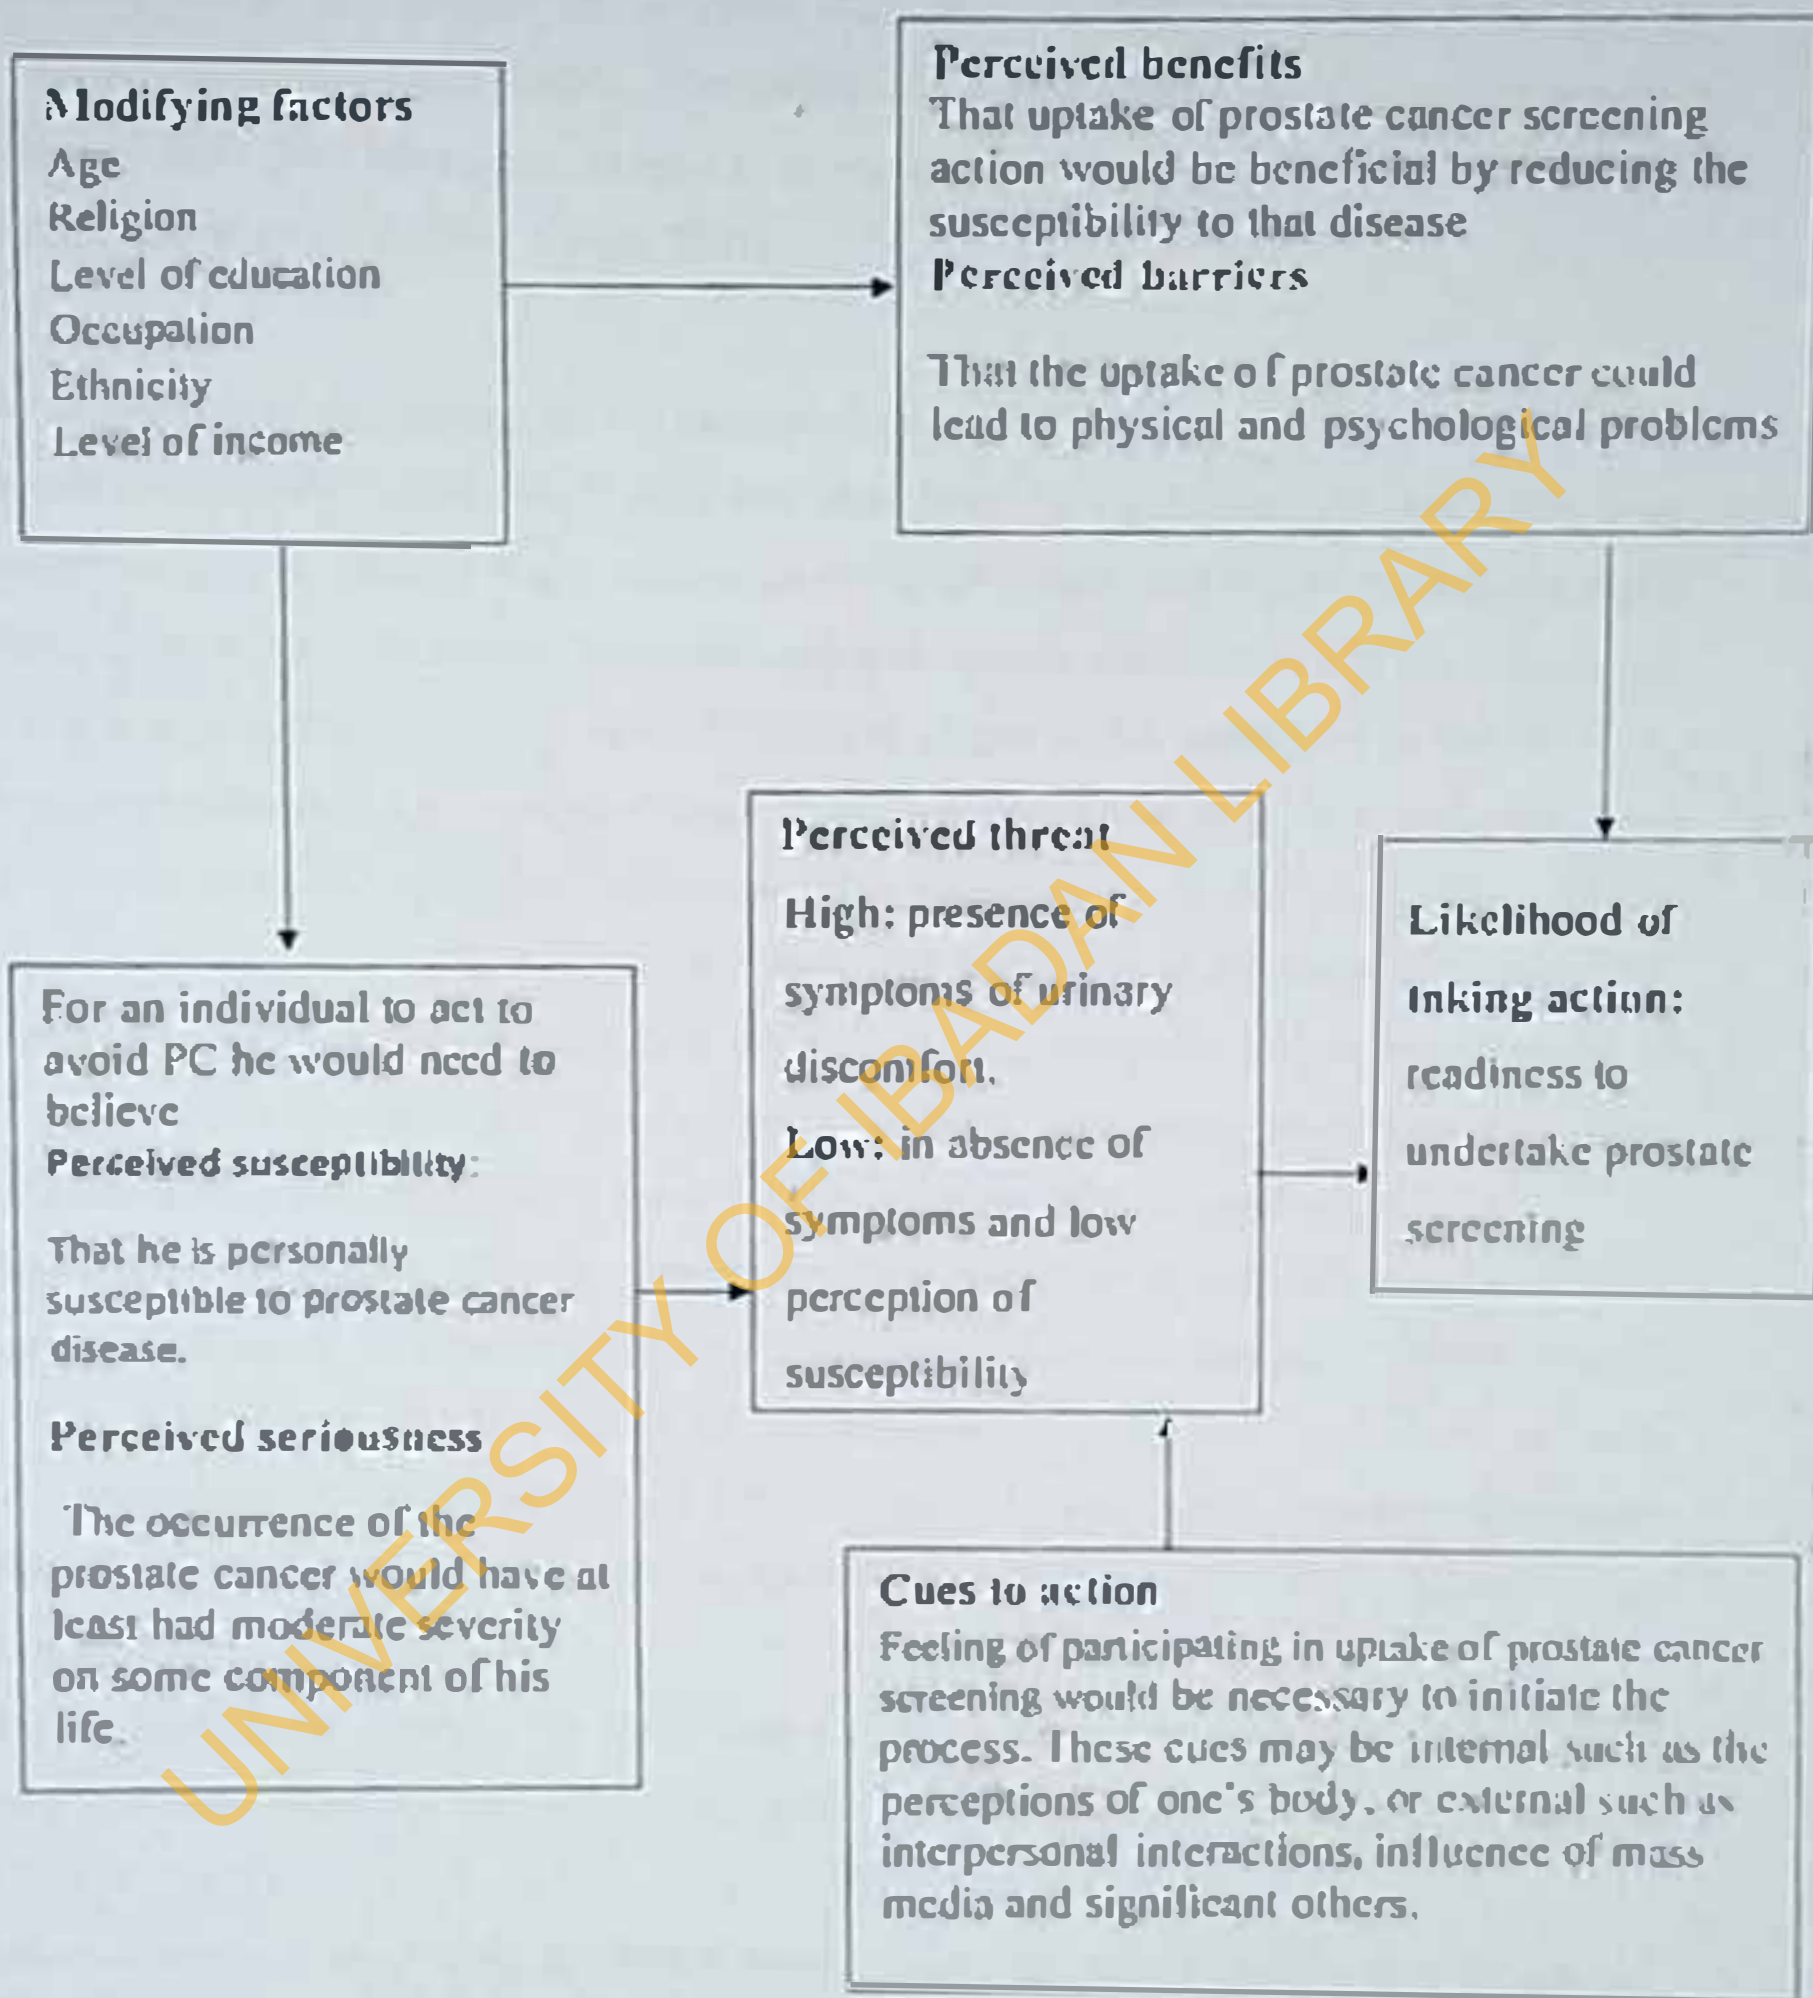 Modifying factors
Age
Religion
Level of education
Occupation
Ethnicity
Level of income
Perceived benefits
That uptake of prostate cancer screening
action would be beneficial by reducing the
susceptibility to that disease
Perceived barriers
That the uptake of prostate cancer could
lead to physical and psychological problems
For an individual to act to
avoid PC he would need to
believe
Perceived susceptibility:
That he is personally
susceptible to prostate cancer
disease.
Perceived seriousness
The occurrence of the
prostate cancer would have at
least had moderate severity
on some component of his
life.
Perceived threat
High: presence of
symptoms of urinary
discomfort.
Low: in absence of
symptoms and low
perception of
susceptibility
Likelihood of
taking action:
readiness to
undertake prostate
screening
Cues to action
Feeling of participating in uptake of prostate cancer
screening would be necessary to initiate the
process. These cues may be internal such as the
perceptions of one's body, or external such as
interpersonal interactions, influence of mass
media and significant others.
UNIVERSITY OF IBADAN LIBRARY